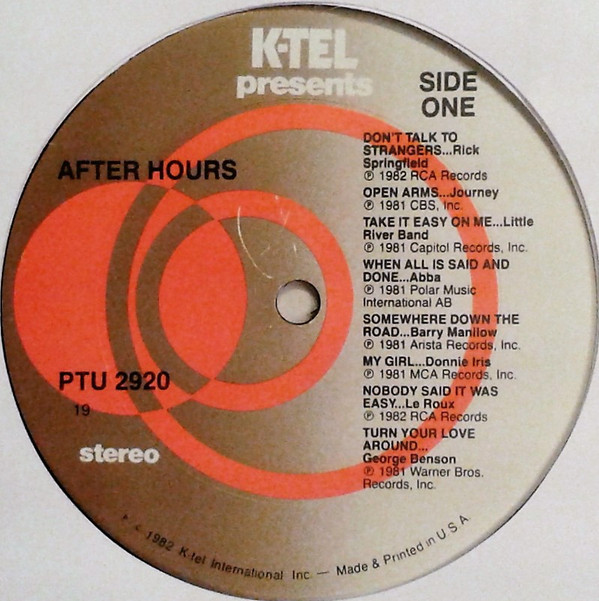 K-TEL
presents
SIDE
ONE
AFTER HOURS
DON'T TALK TO
STRANGERS...Rick
Springfield
℗ 1982 RCA Records
OPEN ARMS...Journey
℗ 1981 CBS, Inc.
TAKE IT EASY ON ME...Little
River Band
℗ 1981 Capitol Records, Inc.
WHEN ALL IS SAID AND
DONE...Abba
℗ 1981 Polar Music
International AB
SOMEWHERE DOWN THE
ROAD...Barry Manilow
℗ 1981 Arista Records, Inc.
MY GIRL...Donnie Iris
℗ 1981 MCA Records, Inc.
NOBODY SAID IT WAS
EASY...Le Roux
℗ 1982 RCA Records
TURN YOUR LOVE
AROUND...
George Benson
℗ 1981 Warner Bros.
Records, Inc.
PTU 2920
19
stereo
1982 K-tel International Inc. — Made & Printed in U.S.A.